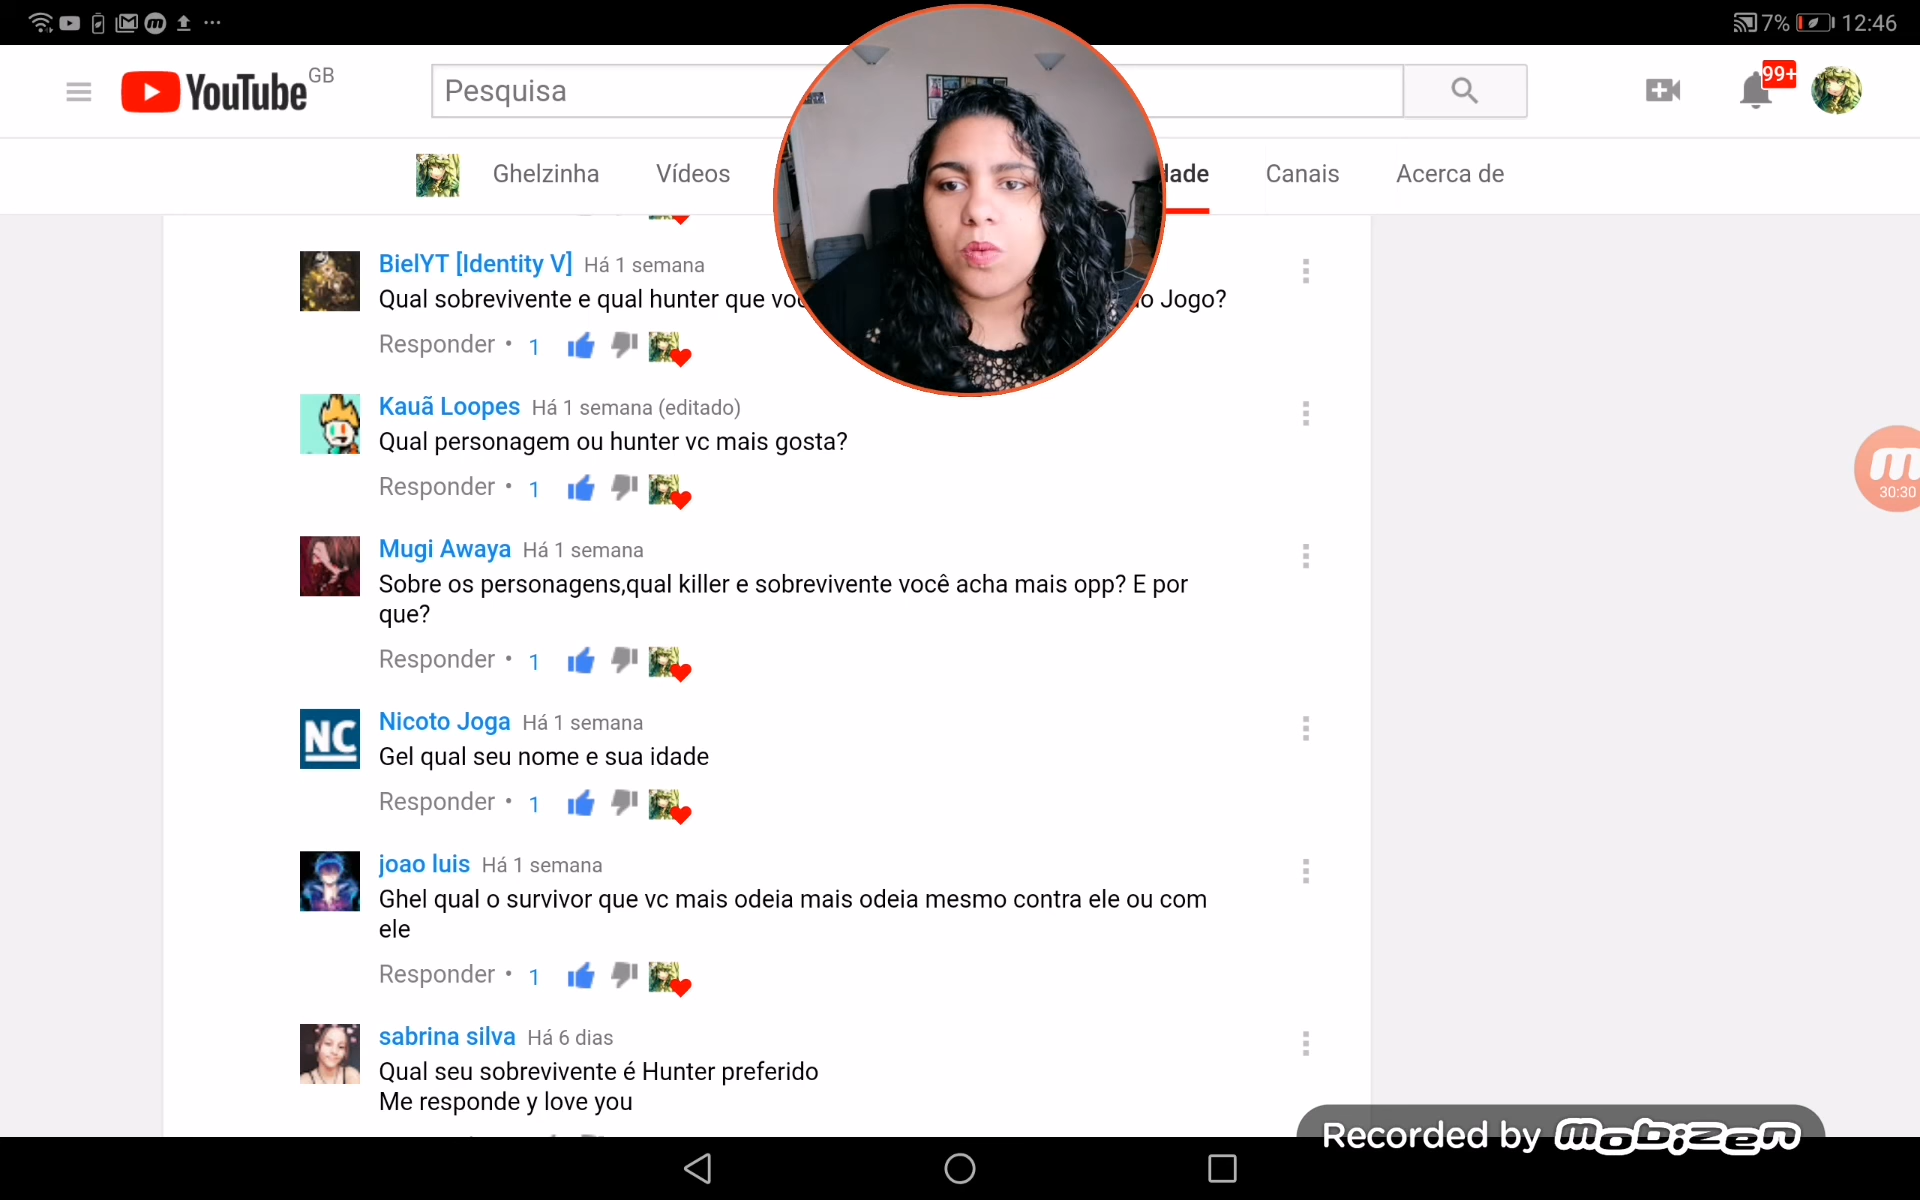 7% 12:46
YouTube GB
Pesquisa
99+
Ghelzinha Vídeos dade Canais Acerca de
BielYT [Identity V] Há 1 semana
Qual sobrevivente e qual hunter que Jogo?
Responder • 1
Kauã Loopes Há 1 semana (editado)
Qual personagem ou hunter vc mais gosta?
Responder • 1
m
30:30
Mugi Awaya Há 1 semana
Sobre os personagens,qual killer e sobrevivente você acha mais opp? E por
que?
Responder • 1
NC
Nicoto Joga Há 1 semana
Gel qual seu nome e sua idade
Responder • 1
joao luis Há 1 semana
Ghel qual o survivor que vc mais odeia mais odeia mesmo contra ele ou com
ele
Responder • 1
sabrina silva Há 6 dias
Qual seu sobrevivente é Hunter preferido
Me responde y love you
Recorded by mobizen